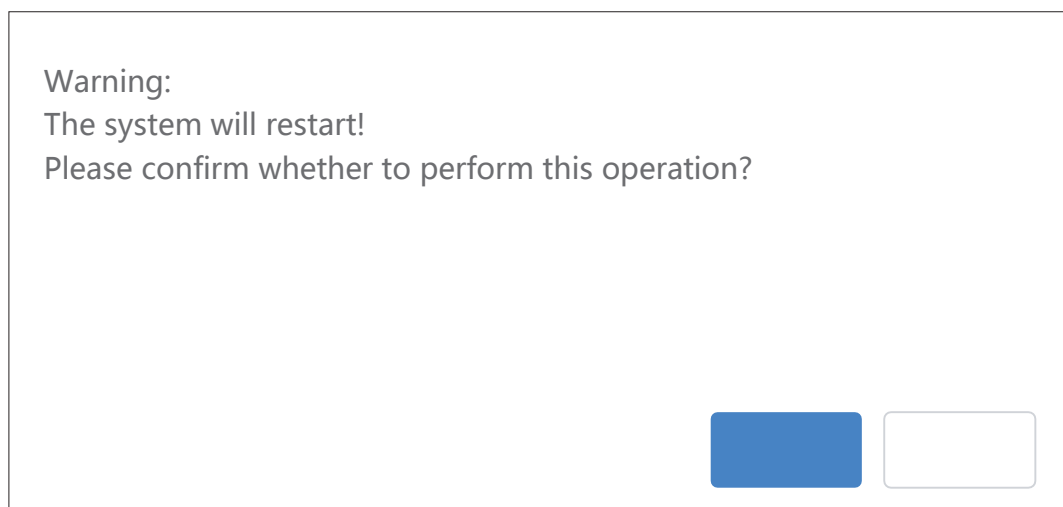 Warning:
The system will restart!
Please confirm whether to perform this operation?